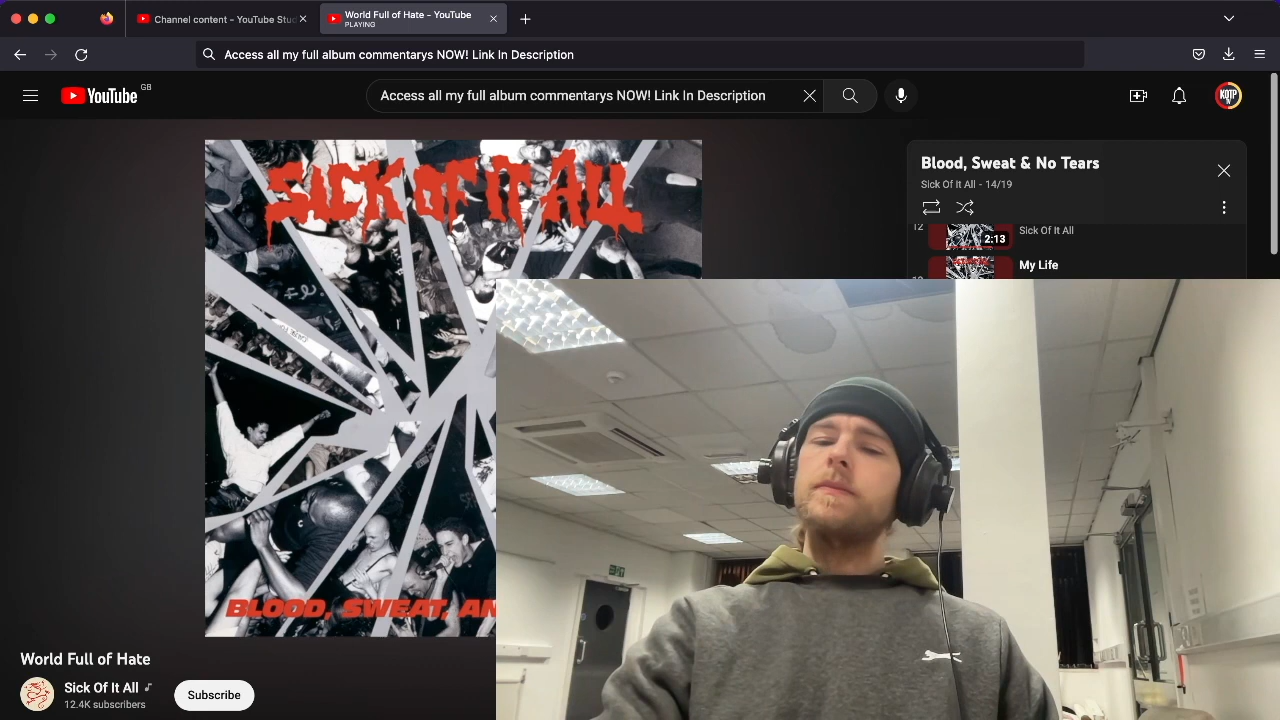 Channel content - YouTube Stud
World Full of Hate - YouTube
PLAYING
Access all my full album commentarys NOW! Link In Description
YouTube GB
Access all my full album commentarys NOW! Link In Description
KOTP
SICK OF IT ALL
BLOOD, SWEAT, AN
Blood, Sweat & No Tears
Sick Of It All - 14/19
12
2:13
Sick Of It All
My Life
World Full of Hate
Sick Of It All
12.4K subscribers
Subscribe